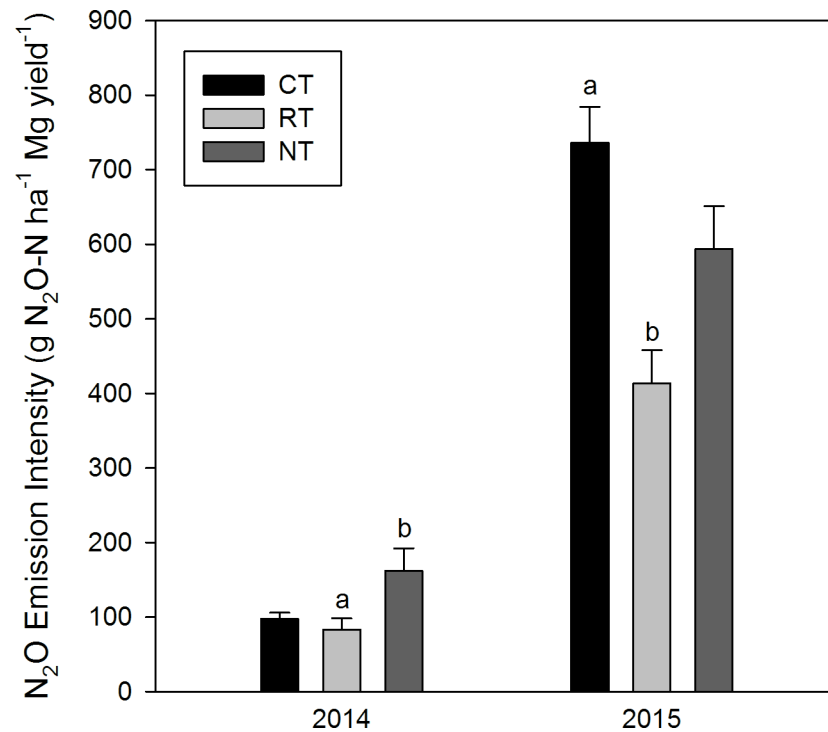 N₂O Emission Intensity (g N₂O-N ha⁻¹ Mg yield⁻¹)
900
800
700
600
500
400
300
200
100
0
CT
RT
NT
a
b
a
b
2014
2015